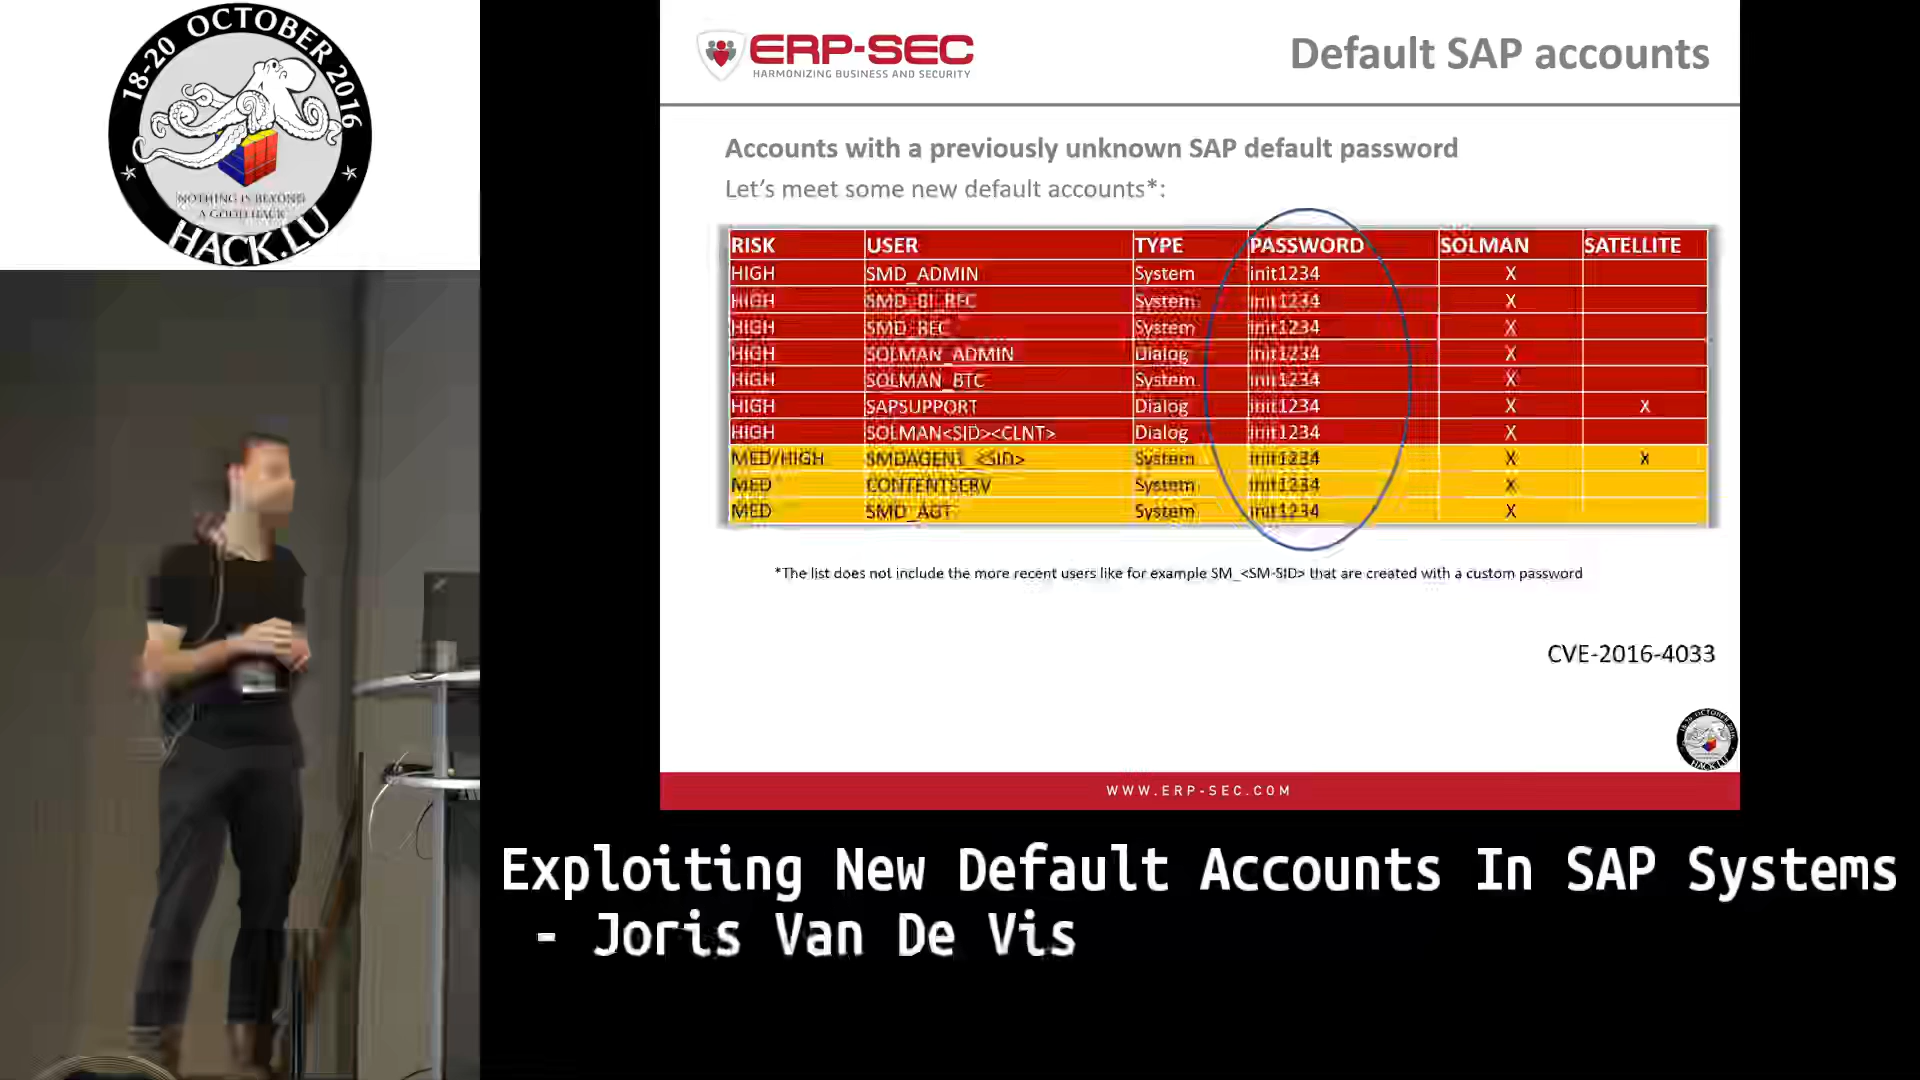 18-20 OCTOBER 2016
NOTHING IS BEYOND
A GOOD HACK
HACK.LU
ERP-SEC
HARMONIZING BUSINESS AND SECURITY
Default SAP accounts
Accounts with a previously unknown SAP default password
Let's meet some new default accounts*:
RISK USER TYPE PASSWORD SOLMAN SATELLITE
HIGH SMD_ADMIN System init1234 X
HIGH SMD_BI_REC System init1234 X
HIGH SMD_REC System init1234 X
HIGH SOLMAN_ADMIN Dialog init1234 X
HIGH SOLMAN_BTC System init1234 X
HIGH SAPSUPPORT Dialog init1234 X X
HIGH SOLMAN<SID><CLNT> Dialog init1234 X
MED/HIGH SMDAGENT_<SID> System init1234 X X
MED CONTENTSERV System init1234 X
MED SMD_AGT System init1234 X
*The list does not include the more recent users like for example SM_<SM-SID> that are created with a custom password
CVE-2016-4033
HACK.LU
WWW.ERP-SEC.COM
Exploiting New Default Accounts In SAP Systems
- Joris Van De Vis